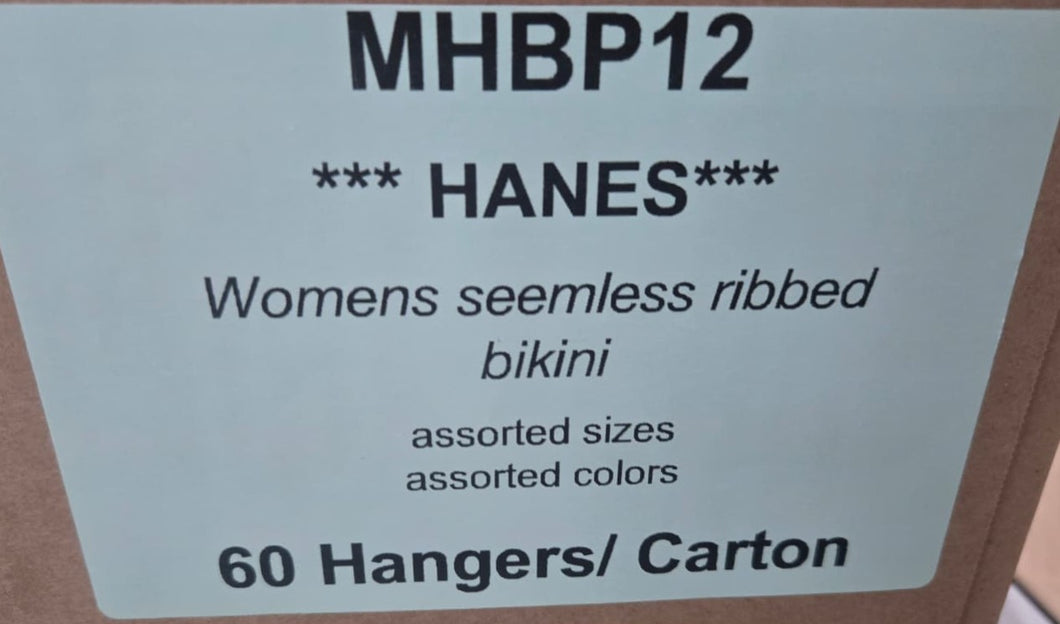 MHBP12
*** HANES***
Womens seemless ribbed
bikini
assorted sizes
assorted colors
60 Hangers/ Carton